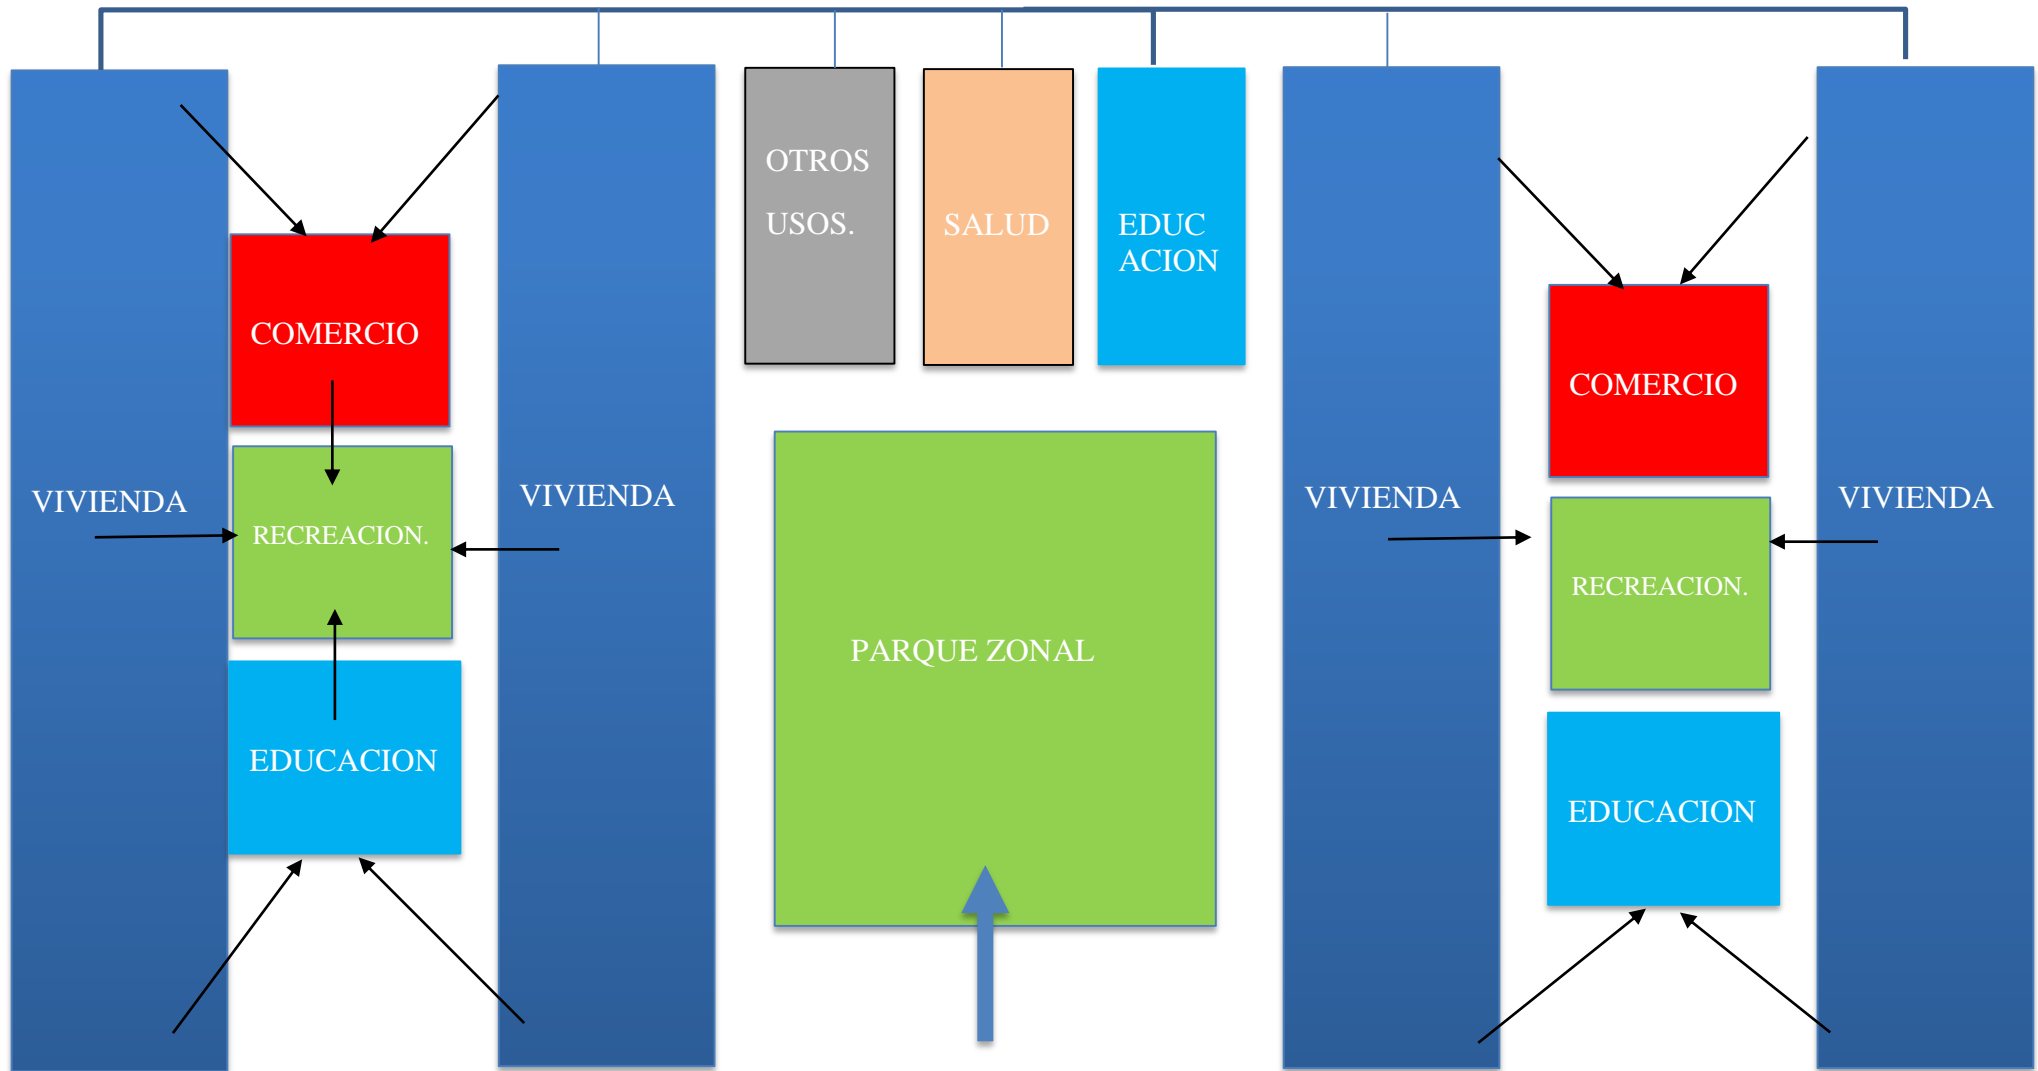 OTROS
USOS.
SALUD
EDUC
ACION
COMERCIO
COMERCIO
VIVIENDA
VIVIENDA
VIVIENDA
VIVIENDA
RECREACION.
RECREACION.
PARQUE ZONAL
EDUCACION
EDUCACION